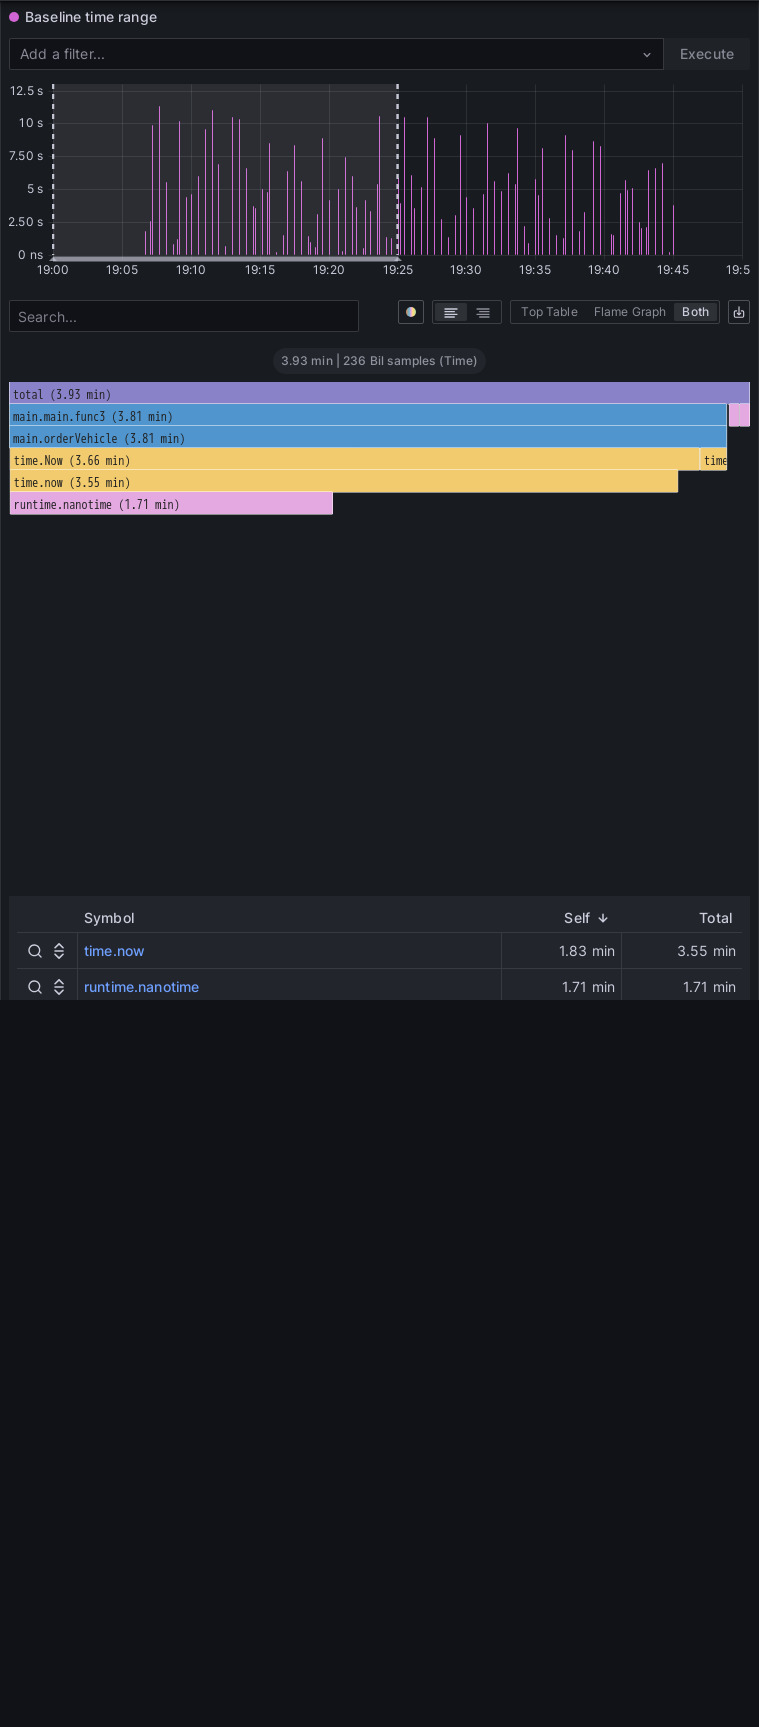 Baseline time range
Add a filter... Execute
12.5 s
10 s
7.50 s
5 s
2.50 s
0 ns
19:00 19:05 19:10 19:15 19:20 19:25 19:30 19:35 19:40 19:45 19:5
Search... Top Table Flame Graph Both
3.93 min | 236 Bil samples (Time)
total (3.93 min)
main.main.func3 (3.81 min)
main.orderVehicle (3.81 min)
time.Now (3.66 min) time
time.now (3.55 min)
runtime.nanotime (1.71 min)
Symbol Self Total
time.now 1.83 min 3.55 min
runtime.nanotime 1.71 min 1.71 min